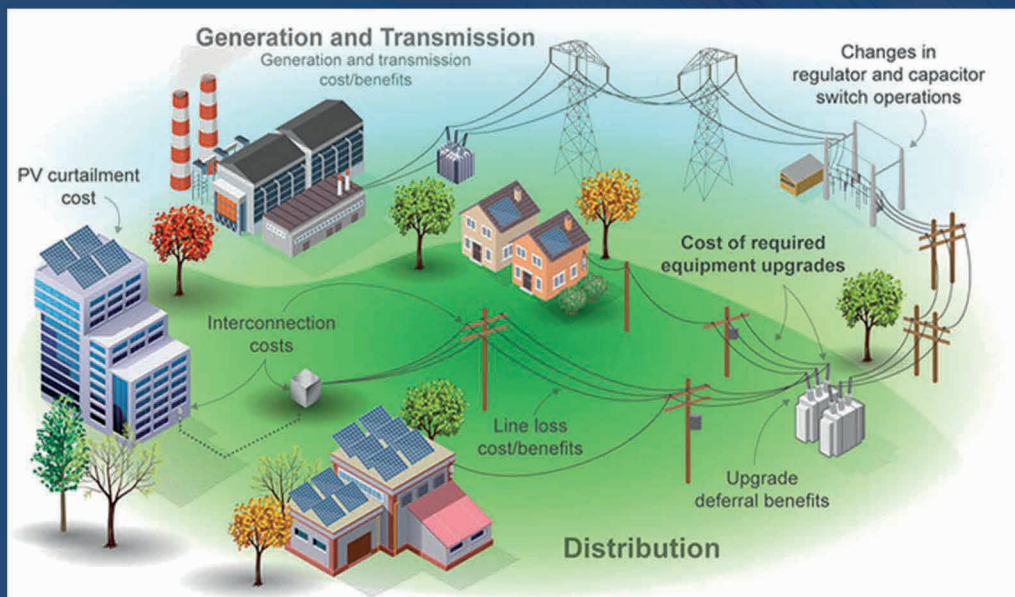 Generation and Transmission
Generation and transmission
cost/benefits
Changes in
regulator and capacitor
switch operations
PV curtailment
cost
Cost of required
equipment upgrades
Interconnection
costs
Line loss
cost/benefits
Upgrade
deferral benefits
Distribution